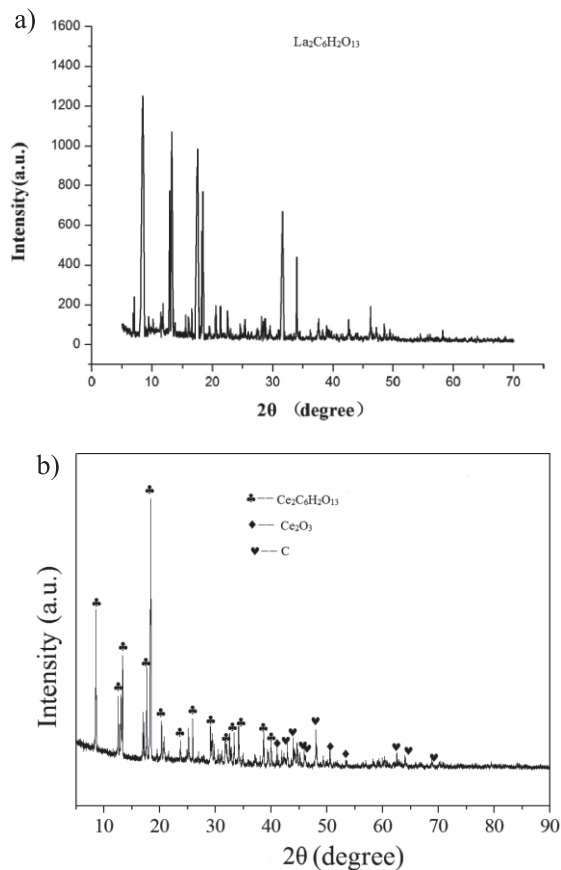 a)
La₂C₆H₂O₁₃
1600
1400
1200
1000
800
600
400
200
0
Intensity(a.u.)
0 10 20 30 40 50 60 70
2θ （degree）
b)
♣── Ce₂C₆H₂O₁₃
♦── Ce₂O₃
♥── C
Intensity (a.u.)
10 20 30 40 50 60 70 80 90
2θ (degree)